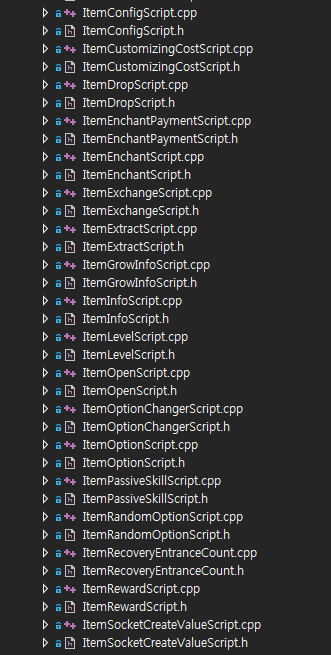 ItemConfigScript.cpp
ItemConfigScript.h
ItemCustomizingCostScript.cpp
ItemCustomizingCostScript.h
ItemDropScript.cpp
ItemDropScript.h
ItemEnchantPaymentScript.cpp
ItemEnchantPaymentScript.h
ItemEnchantScript.cpp
ItemEnchantScript.h
ItemExchangeScript.cpp
ItemExchangeScript.h
ItemExtractScript.cpp
ItemExtractScript.h
ItemGrowInfoScript.cpp
ItemGrowInfoScript.h
ItemInfoScript.cpp
ItemInfoScript.h
ItemLevelScript.cpp
ItemLevelScript.h
ItemOpenScript.cpp
ItemOpenScript.h
ItemOptionChangerScript.cpp
ItemOptionChangerScript.h
ItemOptionScript.cpp
ItemOptionScript.h
ItemPassiveSkillScript.cpp
ItemPassiveSkillScript.h
ItemRandomOptionScript.cpp
ItemRandomOptionScript.h
ItemRecoveryEntranceCount.cpp
ItemRecoveryEntranceCount.h
ItemRewardScript.cpp
ItemRewardScript.h
ItemSocketCreateValueScript.cpp
ItemSocketCreateValueScript.h